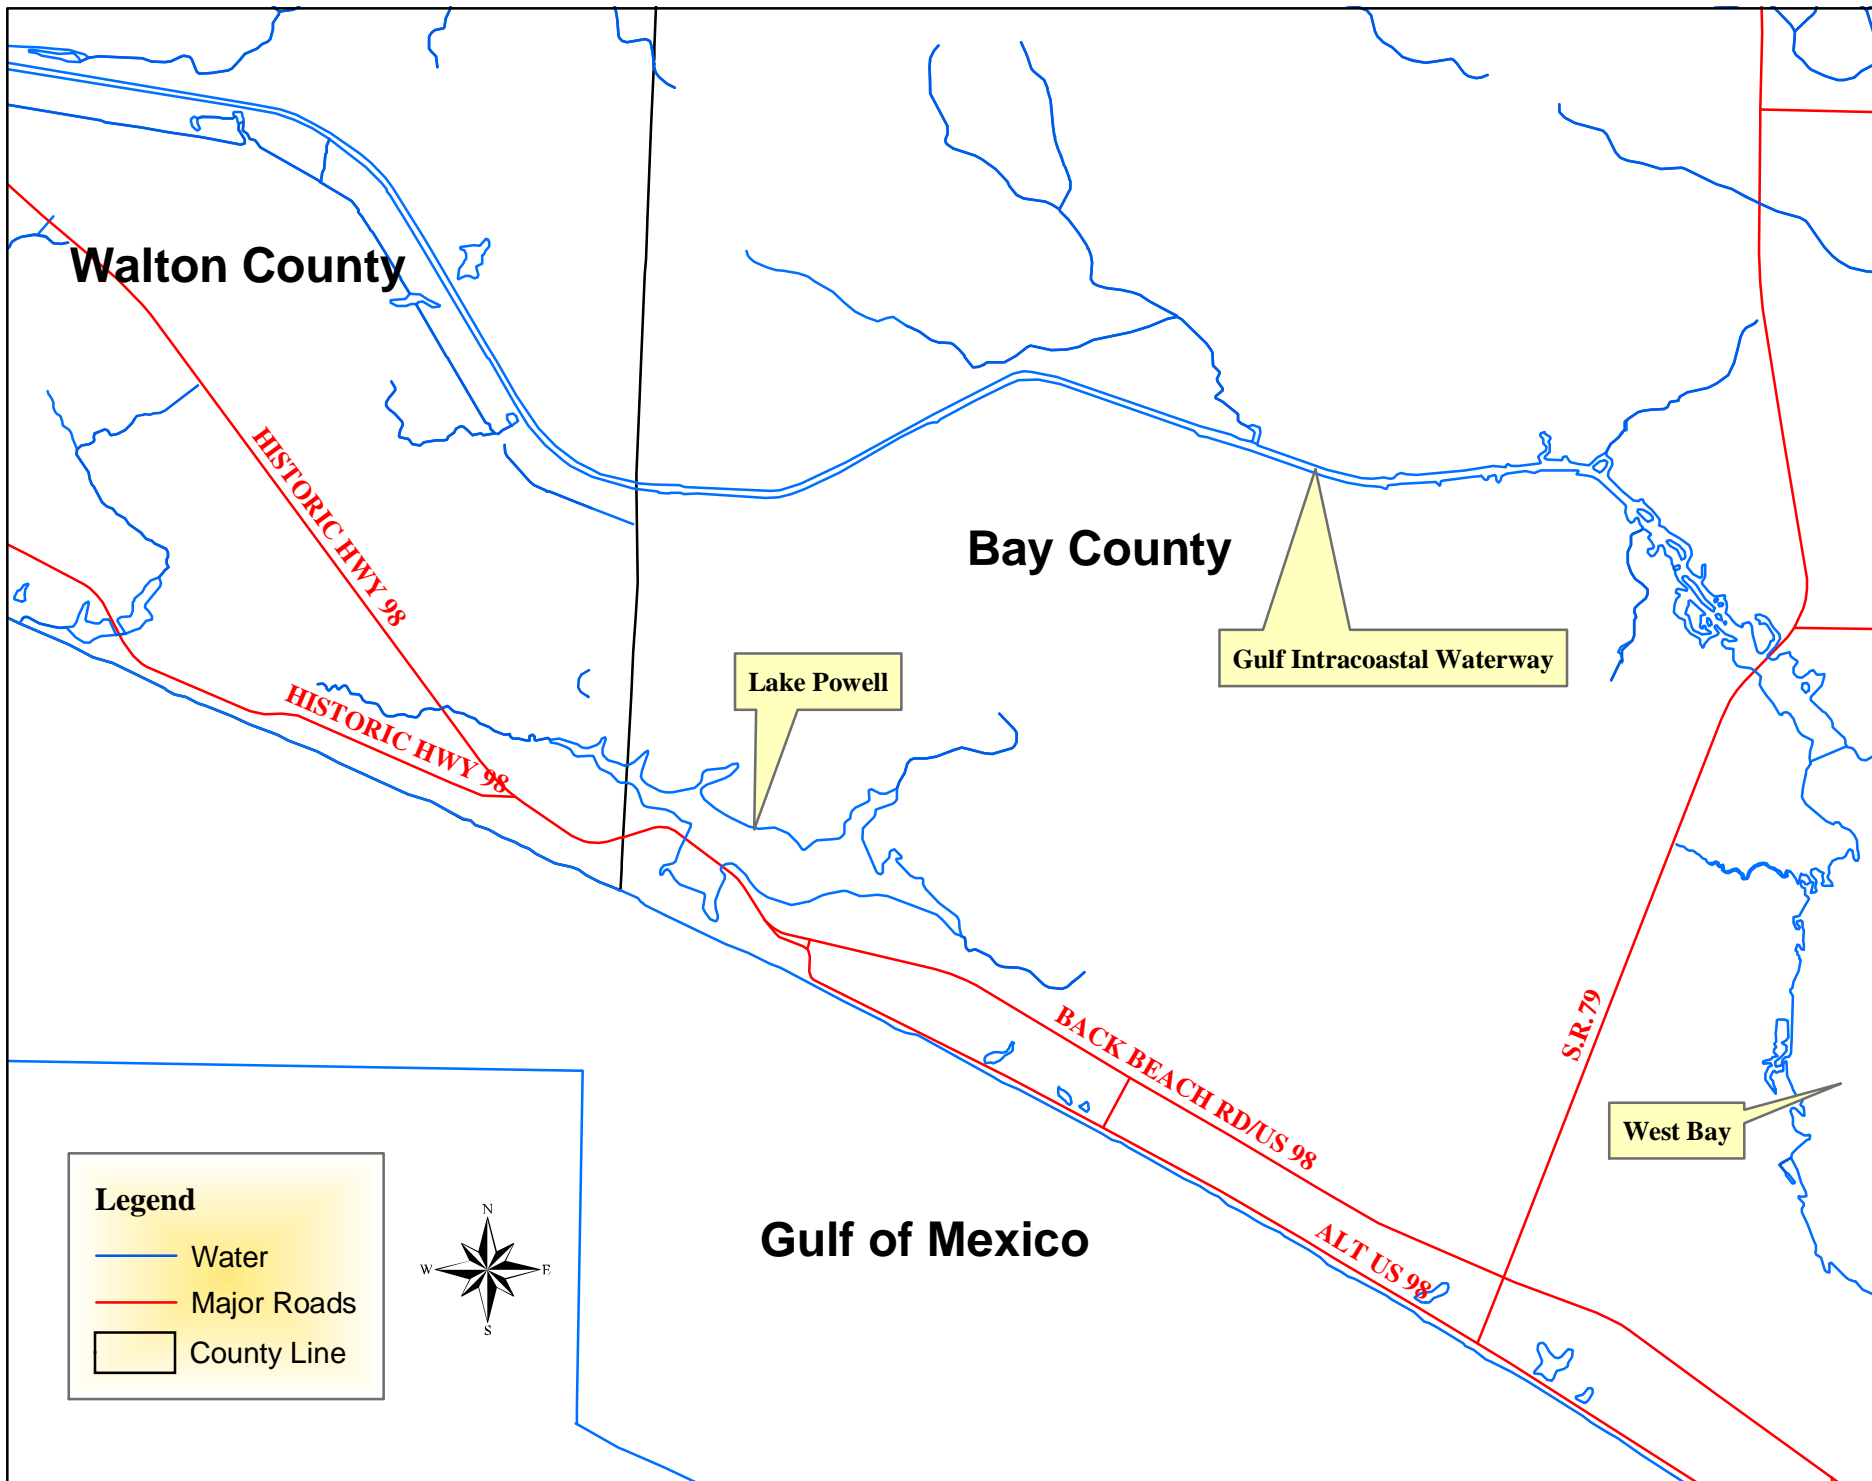 Walton County
HISTORIC HWY 98
Bay County
Gulf Intracoastal Waterway
Lake Powell
HISTORIC HWY 98
S.R.79
BACK BEACH RD/US 98
West Bay
ALT US 98
Gulf of Mexico
Legend
Water
Major Roads
County Line
N
W
E
S